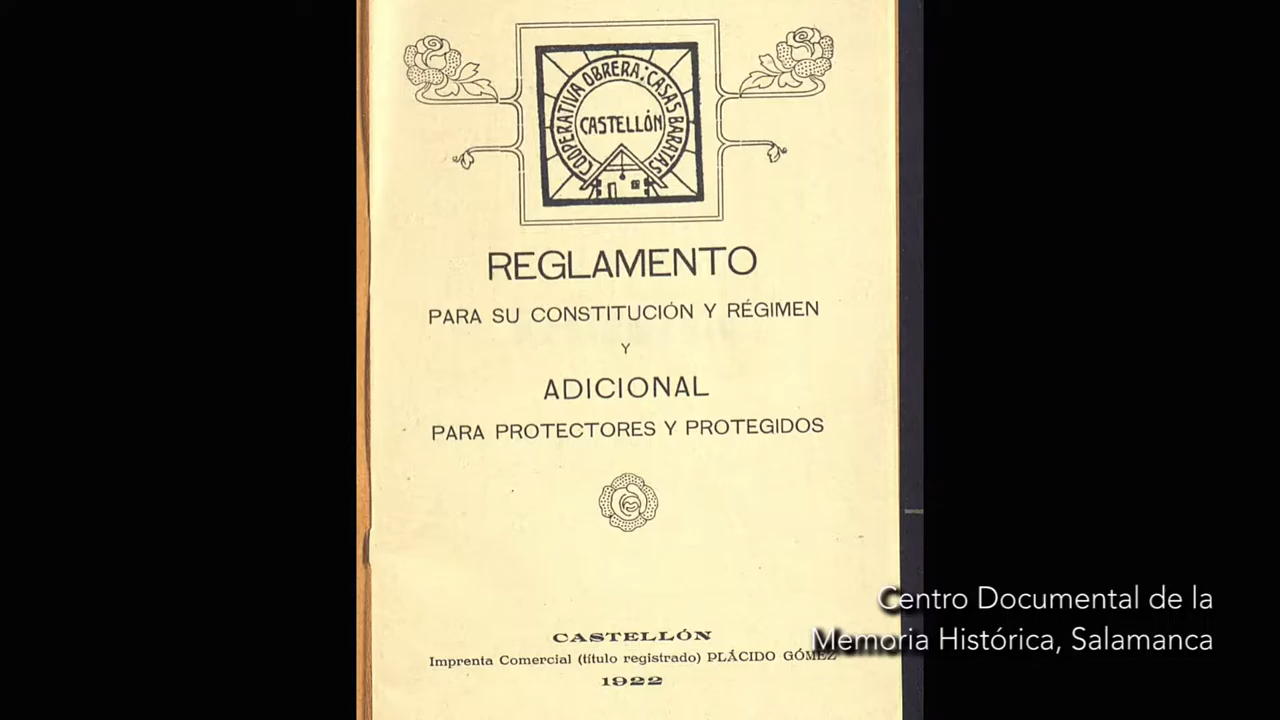 COOPERATIVA OBRERA: CASAS BARATAS
CASTELLÓN
REGLAMENTO
PARA SU CONSTITUCIÓN Y RÉGIMEN
Y
ADICIONAL
PARA PROTECTORES Y PROTEGIDOS
CASTELLÓN
Imprenta Comercial (título registrado) PLÁCIDO GÓMEZ
1922
Centro Documental de la
Memoria Histórica, Salamanca